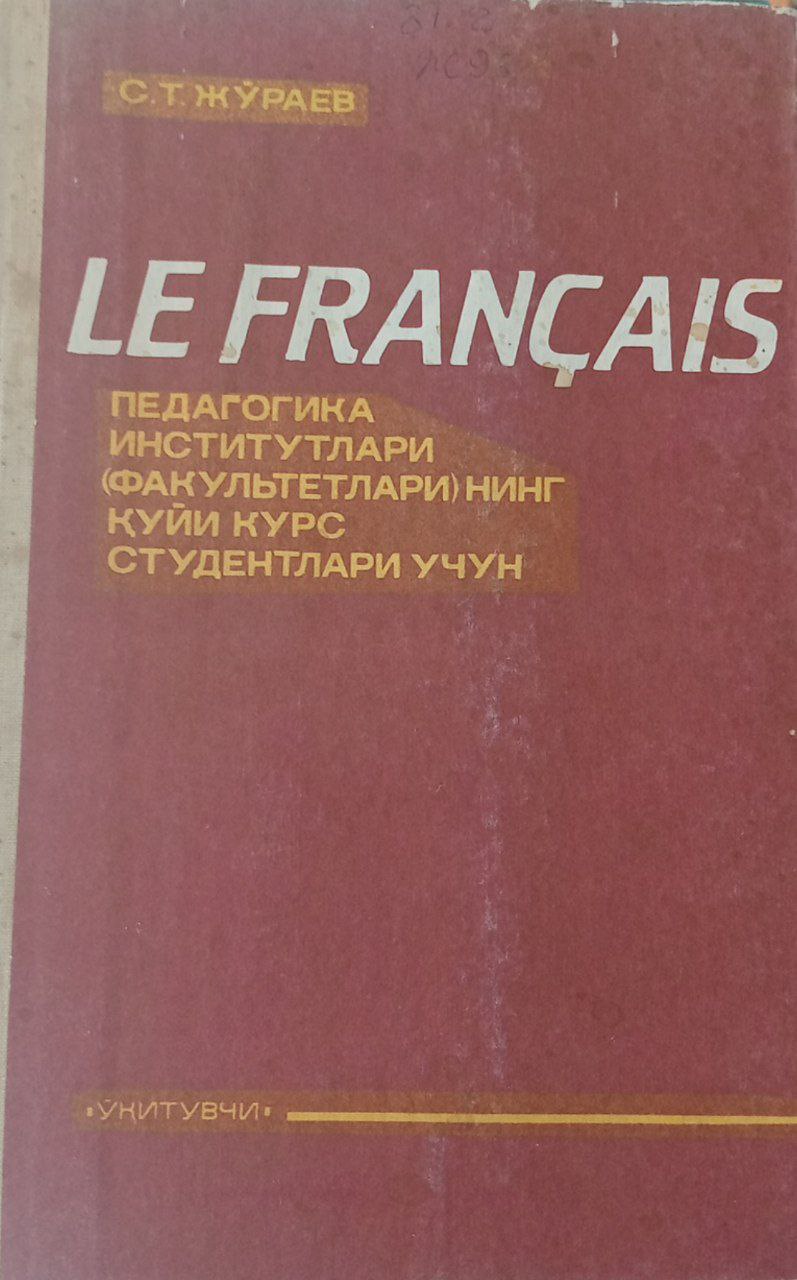 С.Т. ЖЎРАЕВ
LE FRANÇAIS
ПЕДАГОГИКА
ИНСТИТУТЛАРИ
(ФАКУЛЬТЕТЛАРИ) НИНГ
ҚУЙИ КУРС
СТУДЕНТЛАРИ УЧУН
"ЎҚИТУВЧИ"